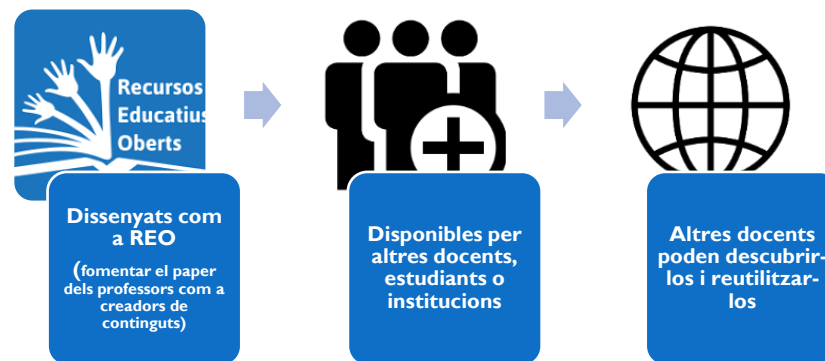 Recursos
Educatius
Oberts
Dissenyats com
a REO
(fomentar el paper
dels professors com a
creadors de
continguts)
Disponibles per
altres docents,
estudiants o
institucions
Altres docents
poden descubrir-
los i reutilitzar-
los